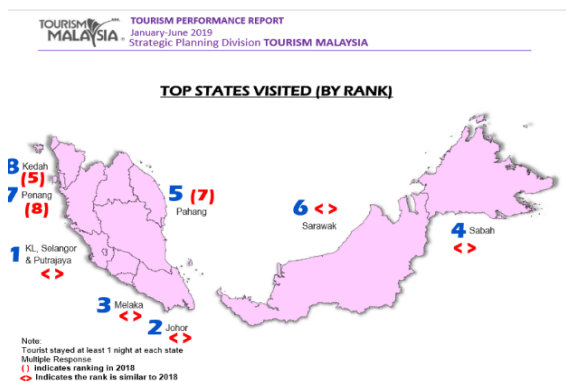 TOURISM
MALAYSIA
TOURISM PERFORMANCE REPORT
January-June 2019
Strategic Planning Division TOURISM MALAYSIA
TOP STATES VISITED (BY RANK)
8 Kedah
(5)
7 Penang
(8)
5 (7)
Pahang
1 KL, Selangor
& Putrajaya
<>
6 <>
Sarawak
4 Sabah
<>
3 Melaka
<>
2 Johor
<>
Note:
Tourist stayed at least 1 night at each state
Multiple Response
( ) indicates ranking in 2018
<> Indicates the rank is similar to 2018